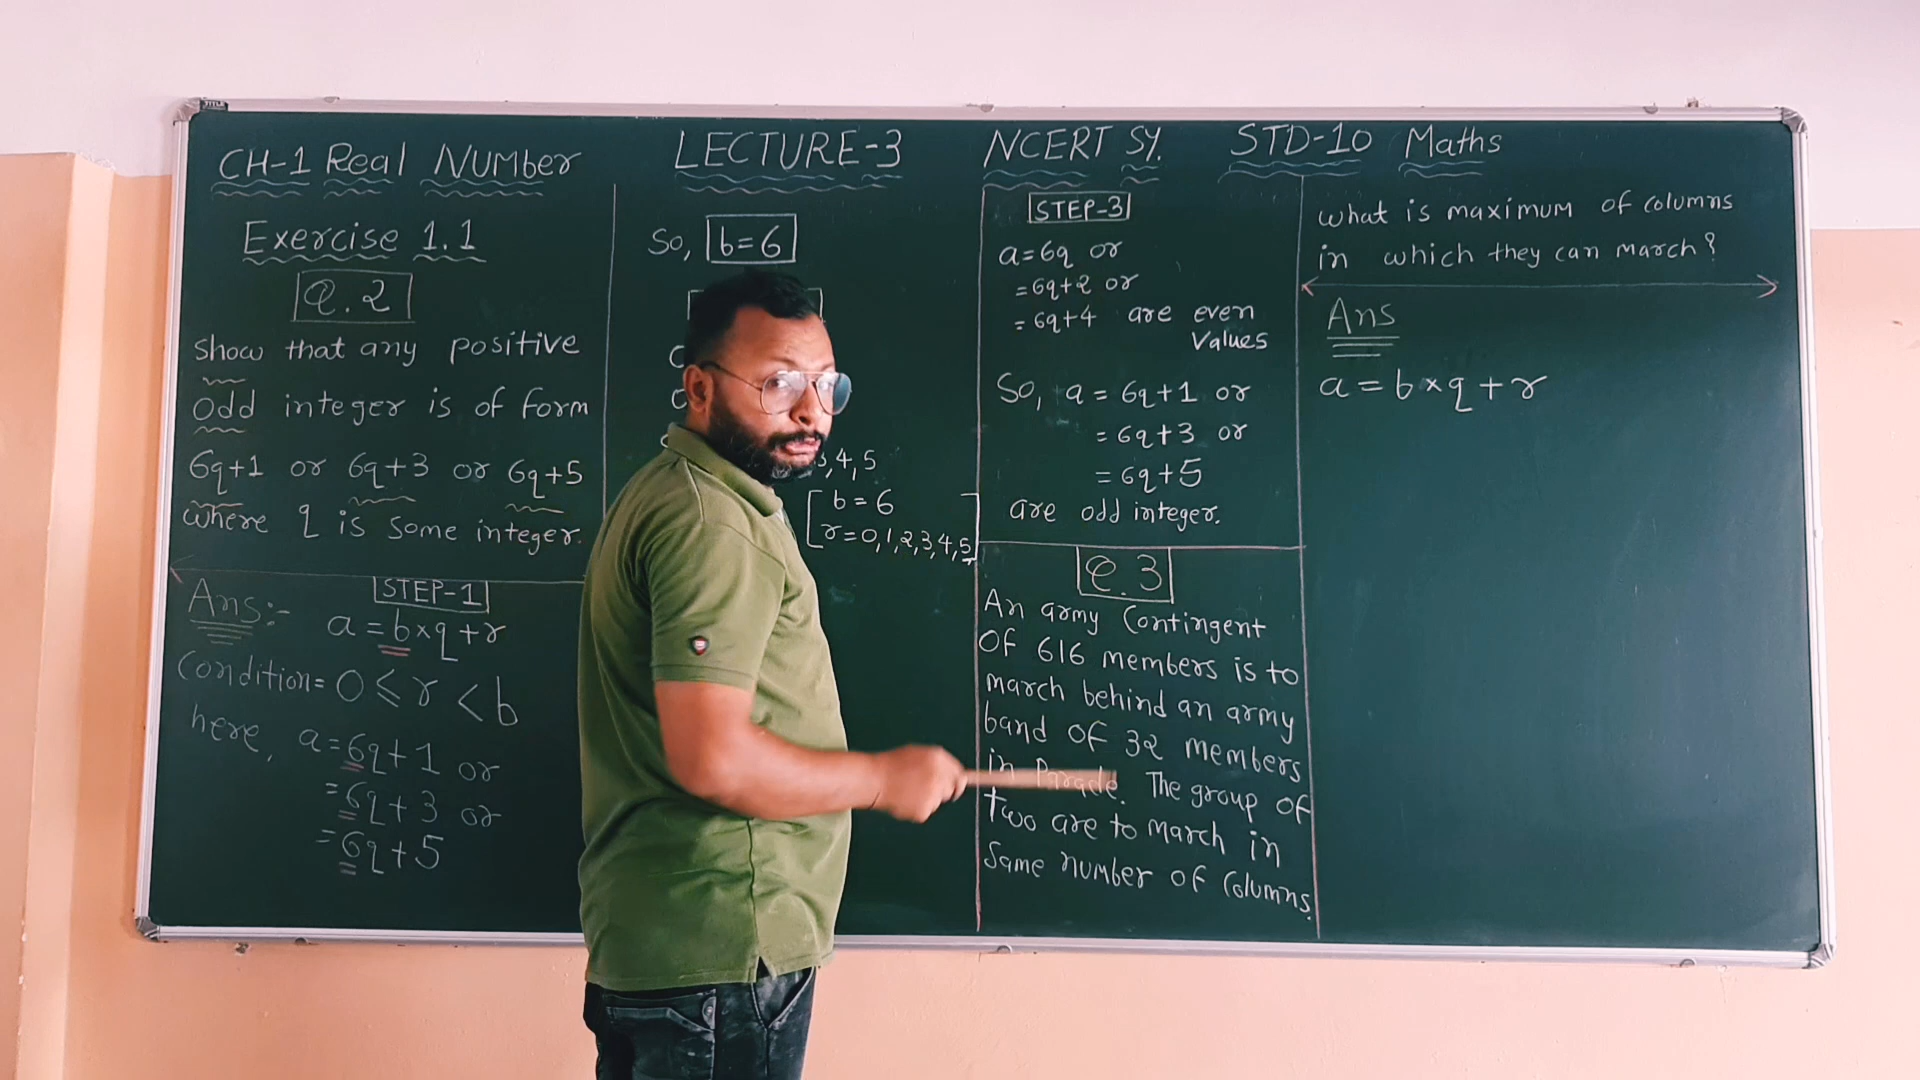 CH-1 Real NUMber LECTURE-3 NCERT SY. STD-10 Maths
Exercise 1.1
Q.2
Show that any positive
odd integer is of form
6q+1 or 6q+3 or 6q+5
where q is some integer.
Ans:- STEP-1
a = b×q+r
Condition= 0 ≤ r < b
here, a=6q+1 or
=6q+3 or
=6q+5
So, b=6
3,4,5
[ b = 6
r=0,1,2,3,4,5 ]
STEP-3
a=6q or
=6q+2 or
=6q+4 are even
Values
So, a = 6q+1 or
= 6q+3 or
= 6q+5
are odd integer.
Q.3
An army Contingent
Of 616 members is to
march behind an army
band of 32 members
in Parade. The group of
two are to march in
Same number of Columns.
what is maximum of columns
in which they can march?
Ans
a = b×q+r